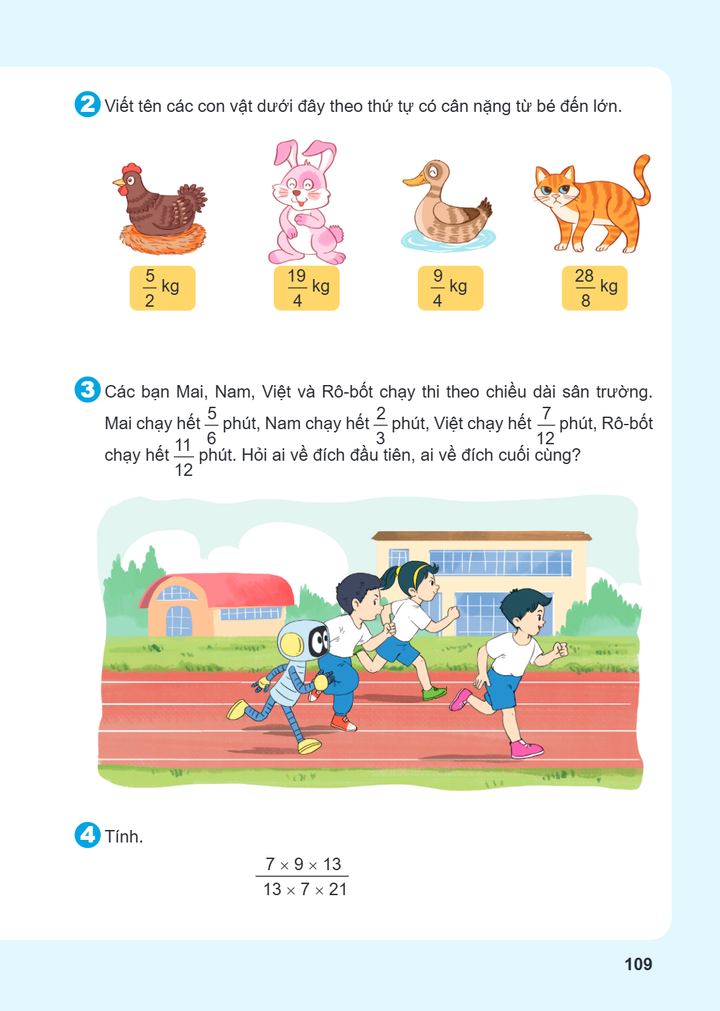 2 Viết tên các con vật dưới đây theo thứ tự có cân nặng từ bé đến lớn.
5/2 kg 19/4 kg 9/4 kg 28/8 kg
3 Các bạn Mai, Nam, Việt và Rô-bốt chạy thi theo chiều dài sân trường.
Mai chạy hết 5/6 phút, Nam chạy hết 2/3 phút, Việt chạy hết 7/12 phút, Rô-bốt
chạy hết 11/12 phút. Hỏi ai về đích đầu tiên, ai về đích cuối cùng?
4 Tính.
7 × 9 × 13
13 × 7 × 21
109